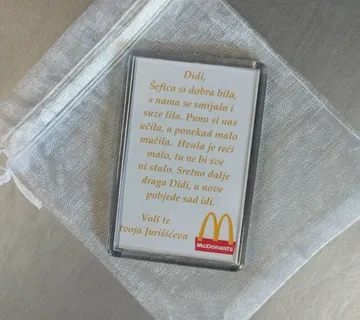 Didi,
Šefica si dobra bila,
s nama se smijala i
suze lila. Puno si nas
učila, a ponekad malo
mučila. Hvala je reći
malo, tu ne bi sve
ni stalo. Sretno dalje
draga Didi, u nove
pobjede sad idi.
Voli te
tvoja Jurišićeva
McDonald's